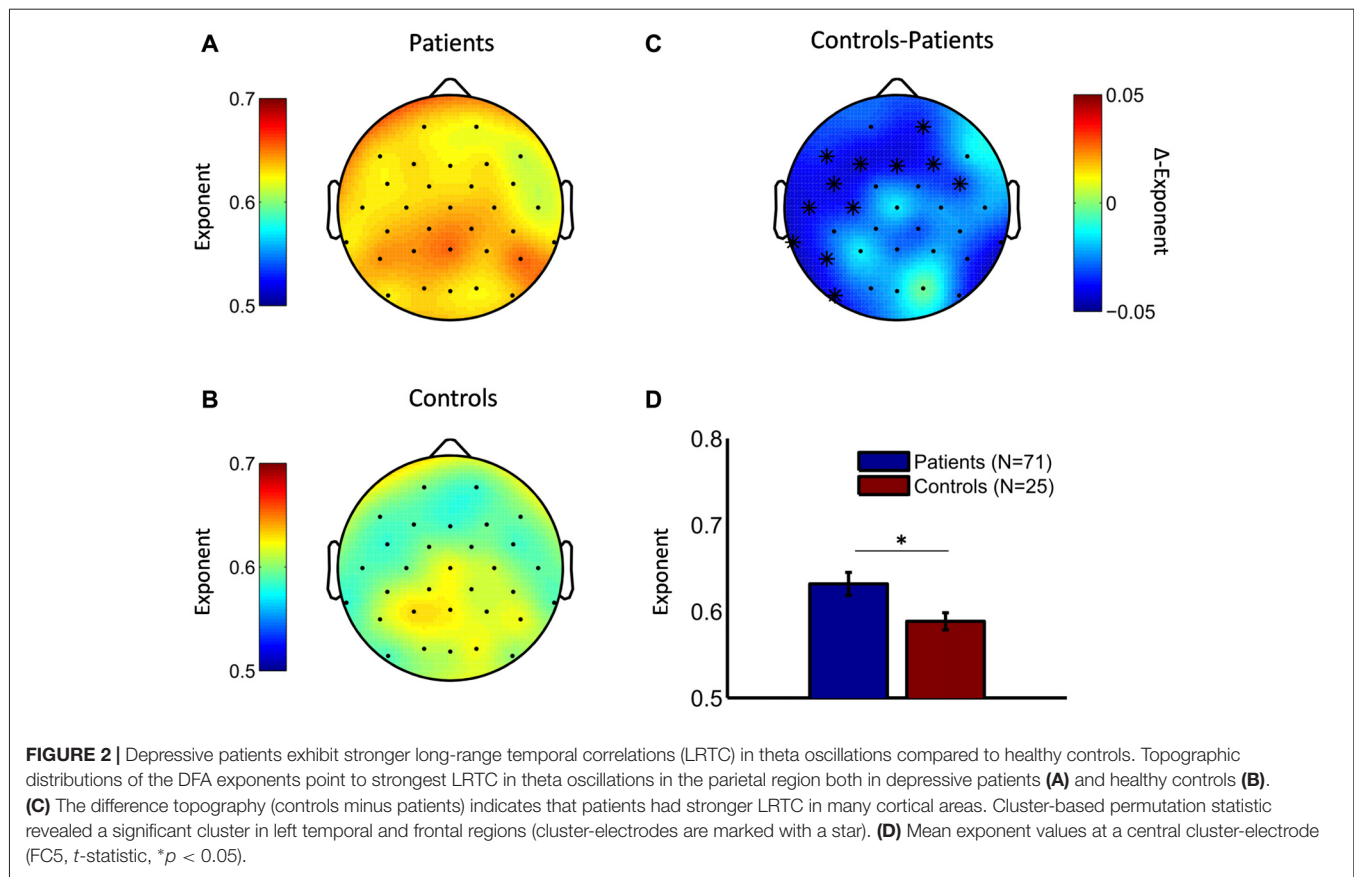 A
Patients
0.7
0.6
0.5
Exponent
C
Controls-Patients
0.05
0
−0.05
Δ-Exponent
B
Controls
0.7
0.6
0.5
Exponent
D
0.8
0.7
0.6
0.5
Exponent
Patients (N=71)
Controls (N=25)
*
FIGURE 2 | Depressive patients exhibit stronger long-range temporal correlations (LRTC) in theta oscillations compared to healthy controls. Topographic
distributions of the DFA exponents point to strongest LRTC in theta oscillations in the parietal region both in depressive patients (A) and healthy controls (B).
(C) The difference topography (controls minus patients) indicates that patients had stronger LRTC in many cortical areas. Cluster-based permutation statistic
revealed a significant cluster in left temporal and frontal regions (cluster-electrodes are marked with a star). (D) Mean exponent values at a central cluster-electrode
(FC5, t-statistic, *p < 0.05).